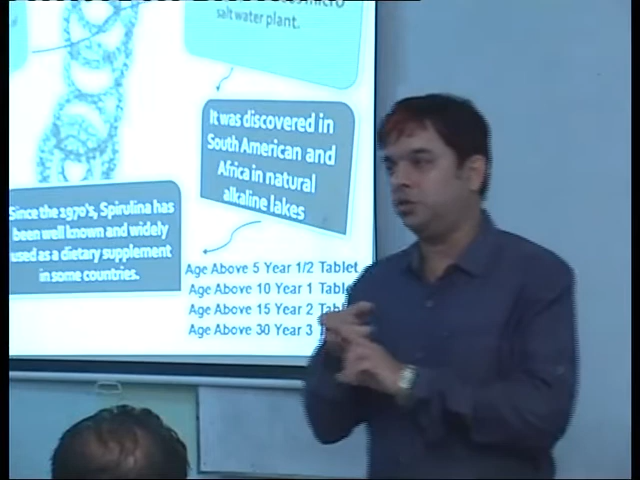 salt water plant.
It was discovered in
South American and
Africa in natural
alkaline lakes
Since the 1970's, Spirulina has
been well known and widely
used as a dietary supplement
in some countries.
Age Above 5 Year 1/2 Tablet
Age Above 10 Year 1 Table
Age Above 15 Year 2 Tab
Age Above 30 Year 3 T